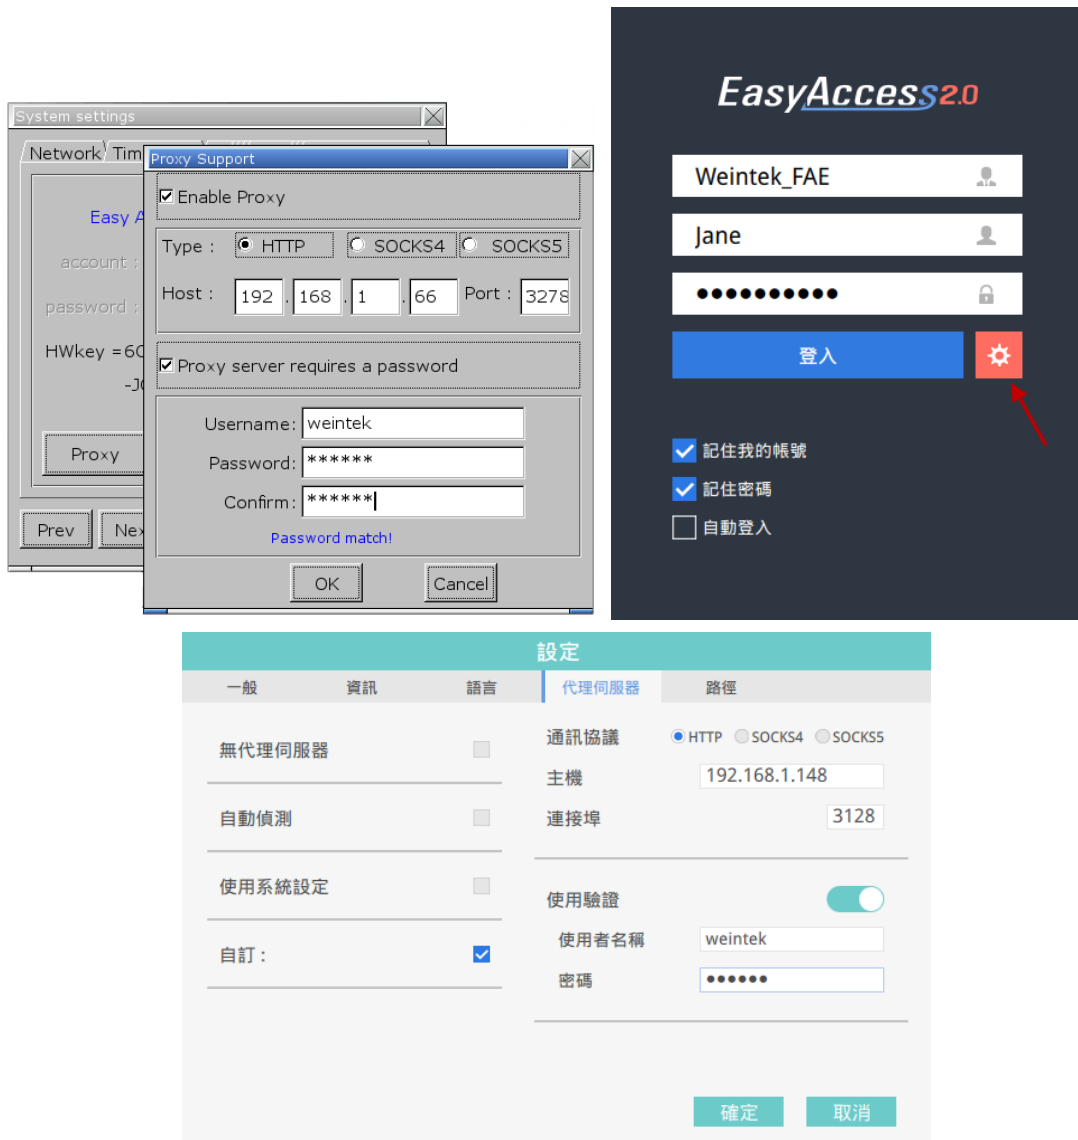 System settings
Network Tim
Easy A
account :
password :
HWkey =6
-J
Proxy
Prev Ne
Proxy Support
Enable Proxy
Type : HTTP SOCKS4 SOCKS5
Host : 192 . 168 . 1 . 66 Port : 3278
Proxy server requires a password
Username: weintek
Password: ******
Confirm: ******
Password match!
OK Cancel
EasyAccess2.0
Weintek_FAE
Jane
●●●●●●●●●●
登入
記住我的帳號
記住密碼
自動登入
設定
一般 資訊 語言 代理伺服器 路徑
無代理伺服器
自動偵測
使用系統設定
自訂 :
通訊協議 HTTP SOCKS4 SOCKS5
主機 192.168.1.148
連接埠 3128
使用驗證
使用者名稱 weintek
密碼 ●●●●●●
確定 取消